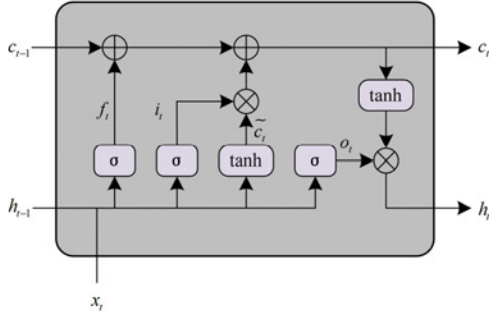 c_{t-1} c_t
tanh
f_t i_t c̃_t o_t
σ σ tanh σ
h_{t-1} h_t
x_t